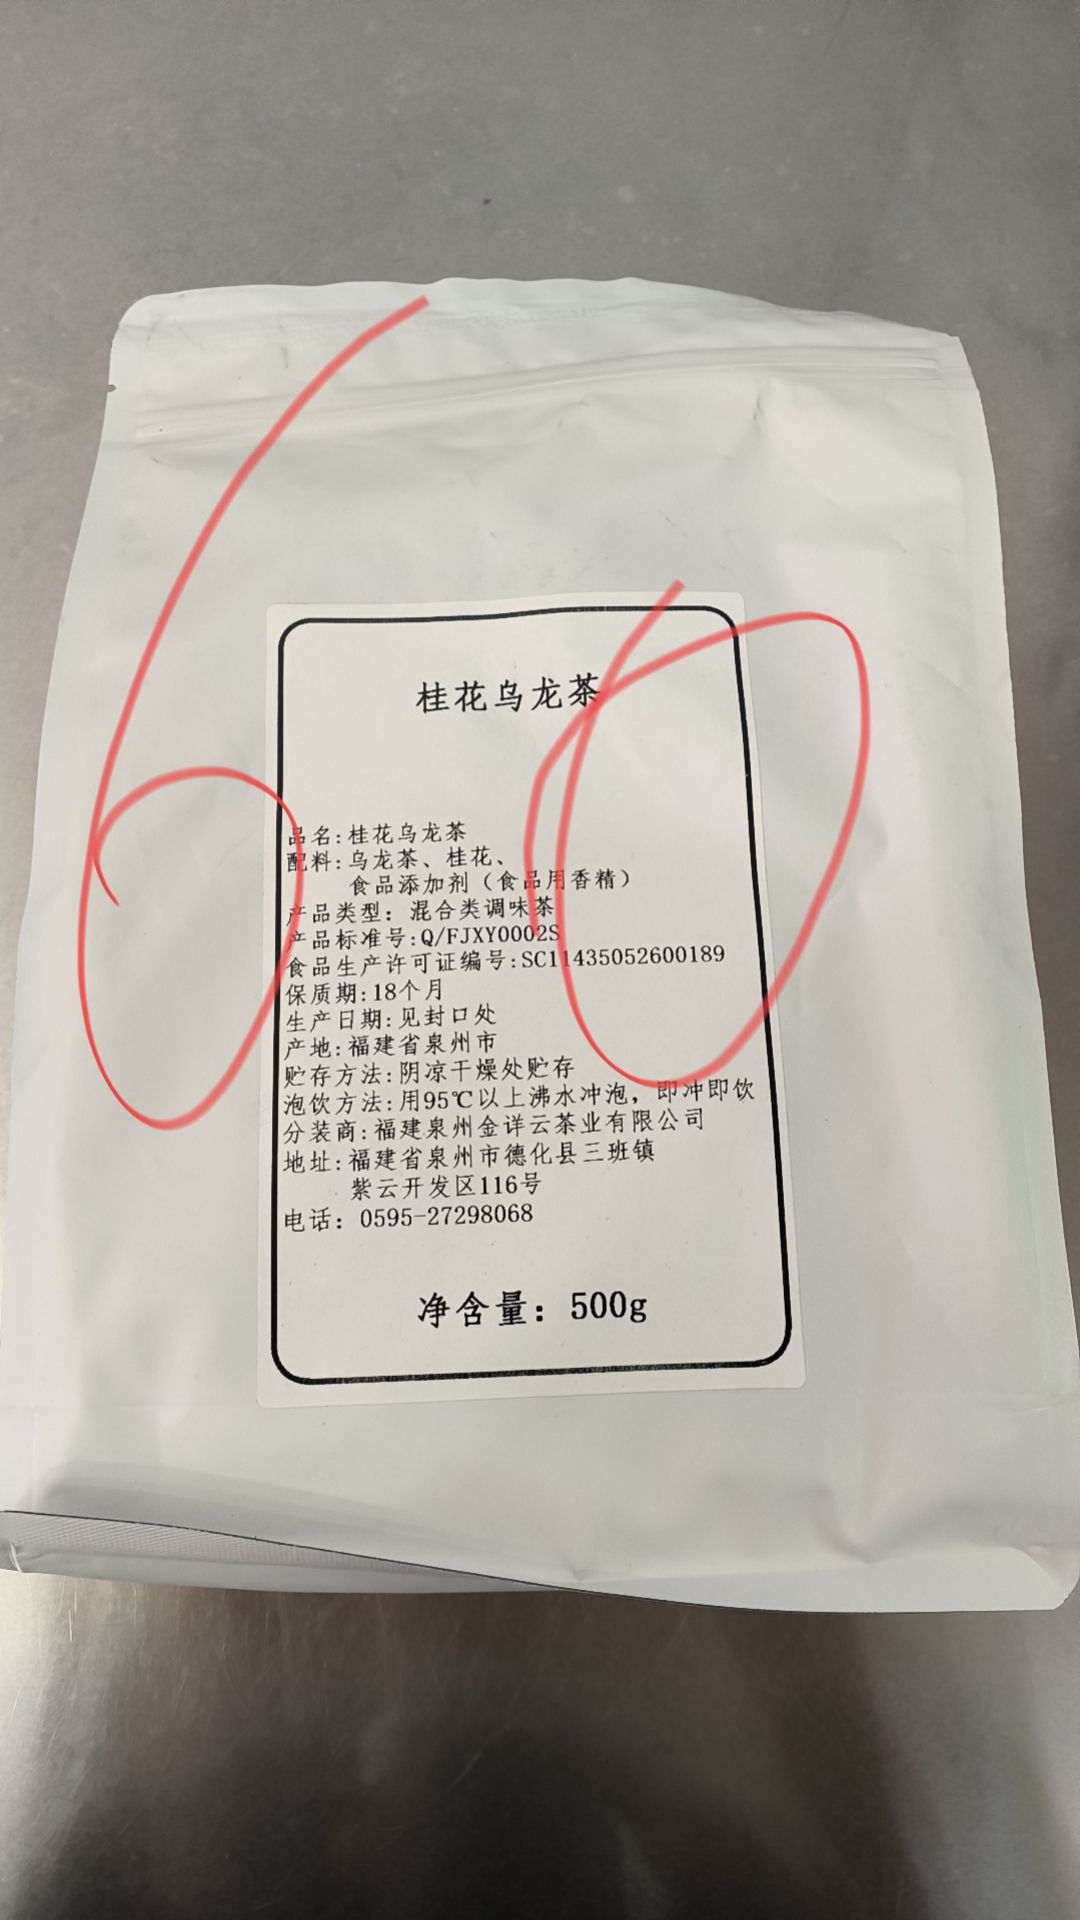 桂花乌龙茶
品名:桂花乌龙茶
配料:乌龙茶、桂花、
食品添加剂（食品用香精）
产品类型：混合类调味茶
产品标准号:Q/FJXY0002S
食品生产许可证编号:SC11435052600189
保质期:18个月
生产日期:见封口处
产地:福建省泉州市
贮存方法:阴凉干燥处贮存
泡饮方法:用95℃以上沸水冲泡，即冲即饮
分装商:福建泉州金详云茶业有限公司
地址:福建省泉州市德化县三班镇
紫云开发区116号
电话：0595-27298068
净含量：500g
60